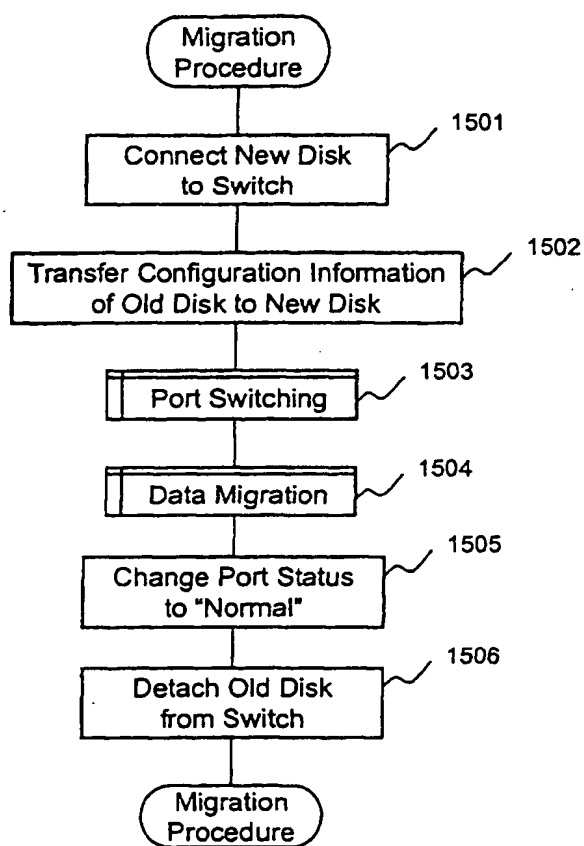 Migration
Procedure
1501
Connect New Disk
to Switch
1502
Transfer Configuration Information
of Old Disk to New Disk
1503
Port Switching
1504
Data Migration
1505
Change Port Status
to "Normal"
1506
Detach Old Disk
from Switch
Migration
Procedure